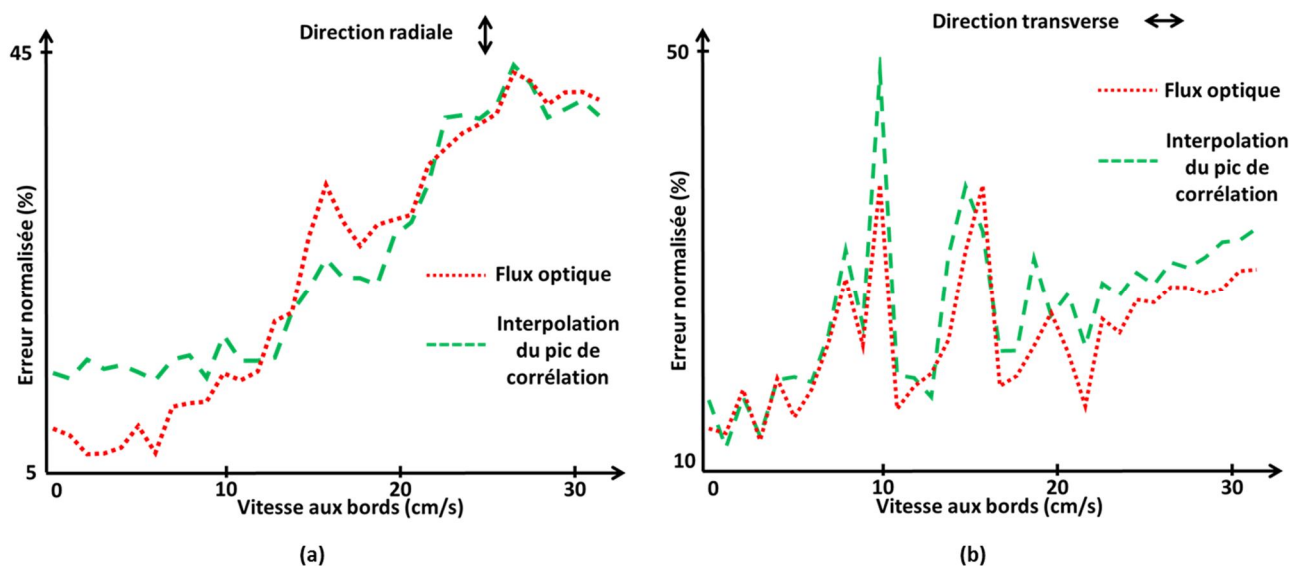 Direction radiale
45
Erreur normalisée (%)
Flux optique
Interpolation
du pic de
corrélation
5
0
10
20
30
Vitesse aux bords (cm/s)
(a)
Direction transverse
50
Erreur normalisée (%)
Flux optique
Interpolation
du pic de
corrélation
10
0
10
20
30
Vitesse aux bords (cm/s)
(b)